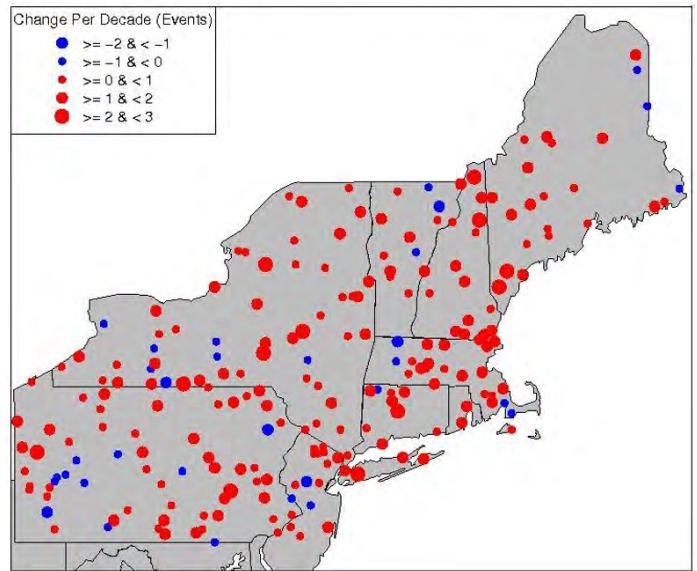 Change Per Decade (Events)
>= −2 & < −1
>= −1 & < 0
>= 0 & < 1
>= 1 & < 2
>= 2 & < 3